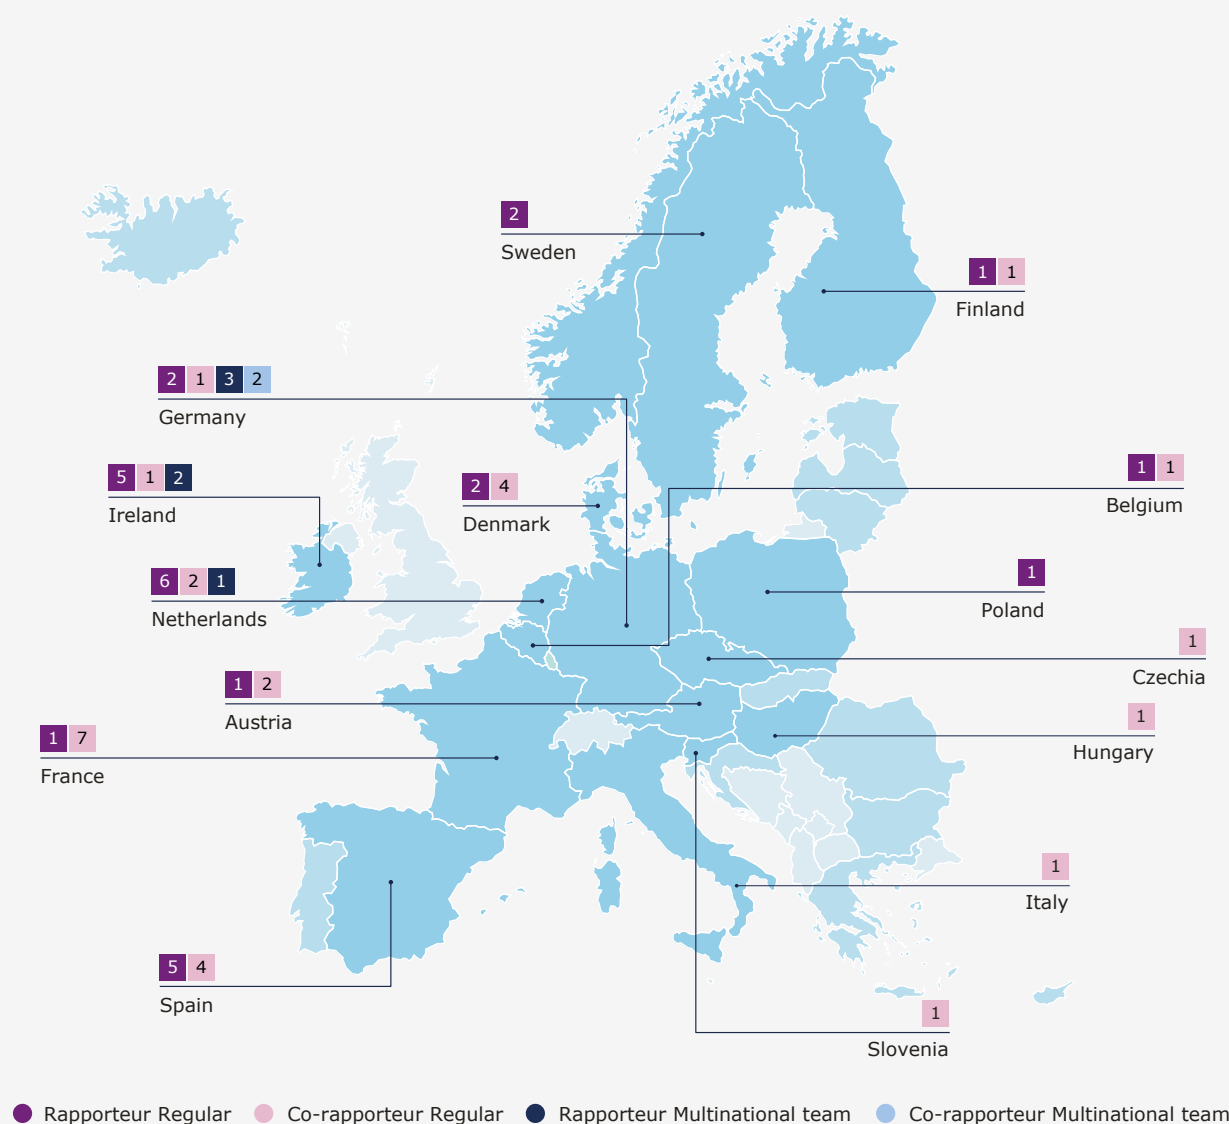 2
Sweden
1 1
Finland
2 1 3 2
Germany
5 1 2
Ireland
2 4
Denmark
1 1
Belgium
6 2 1
Netherlands
1
Poland
1
Czechia
1 2
Austria
1
Hungary
1 7
France
1
Italy
5 4
Spain
1
Slovenia
Rapporteur Regular Co-rapporteur Regular Rapporteur Multinational team Co-rapporteur Multinational team